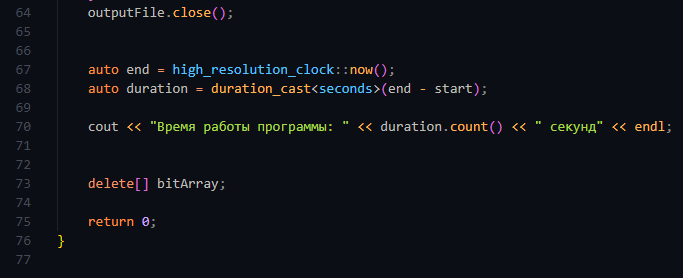 64 outputFile.close();
65
66
67 auto end = high_resolution_clock::now();
68 auto duration = duration_cast<seconds>(end - start);
69
70 cout << "Время работы программы: " << duration.count() << " секунд" << endl;
71
72
73 delete[] bitArray;
74
75 return 0;
76 }
77